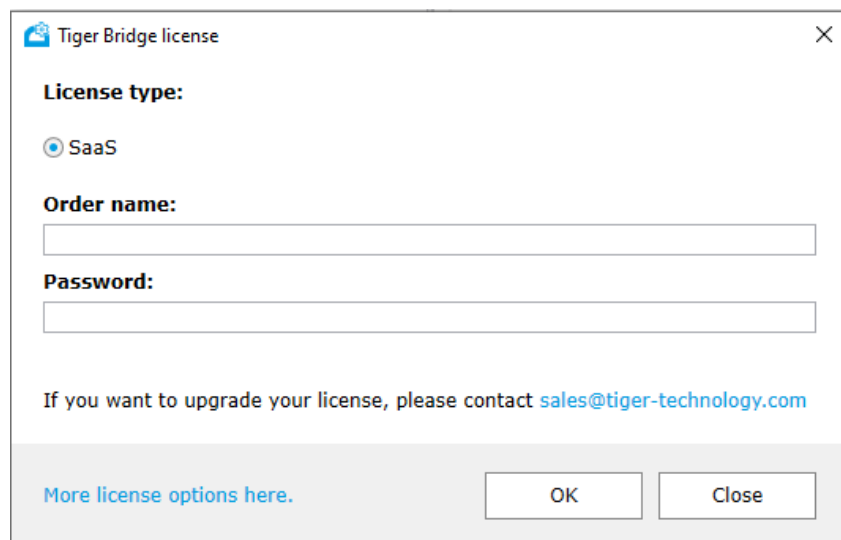 Tiger Bridge license
License type:
SaaS
Order name:
Password:
If you want to upgrade your license, please contact sales@tiger-technology.com
More license options here.
OK
Close